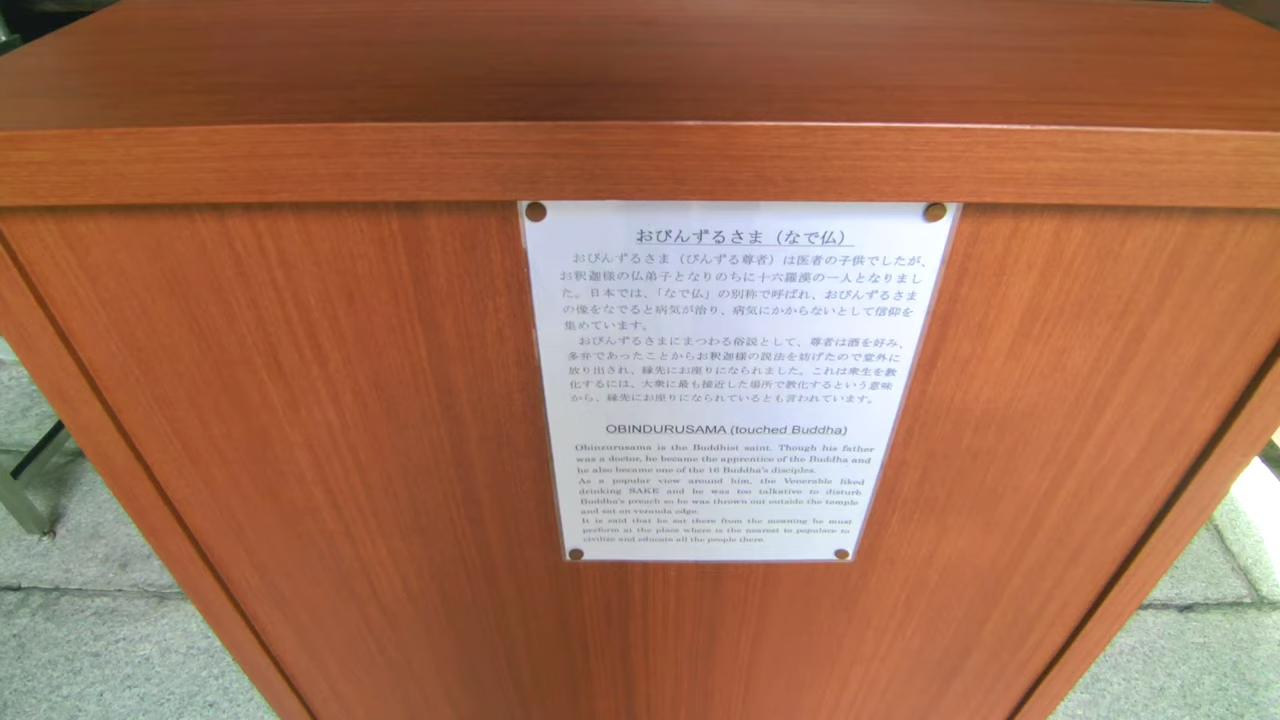 おびんずるさま（なで仏）
おびんずるさま（びんずる尊者）は医者の子供でしたが、
お釈迦様の仏弟子となりのちに十六羅漢の一人となりまし
た。日本では、「なで仏」の別称で呼ばれ、おびんずるさま
の像をなでると病気が治り、病気にかからないとして信仰を
集めています。
おびんずるさまにまつわる俗説として、尊者は酒を好み、
多弁であったことからお釈迦様の説法を妨げたので堂外に
放り出され、縁先にお座りになられました。これは衆生を教
化するには、大衆に最も接近した場所で教化するという意味
から、縁先にお座りになられているとも言われています。
OBINDURUSAMA (touched Buddha)
Obinzurusama is the Buddhist saint. Though his father
was a doctor, he became the apprentice of the Buddha and
he also became one of the 16 Buddha's disciples.
As a popular view around him, the Venerable liked
drinking SAKE and he was too talkative to disturb
Buddha's preach so he was thrown out outside the temple
and sat on veranda edge.
It is said that he sat there from the meaning he must
perform at the place where is the nearest to populace to
civilize and educate all the people there.